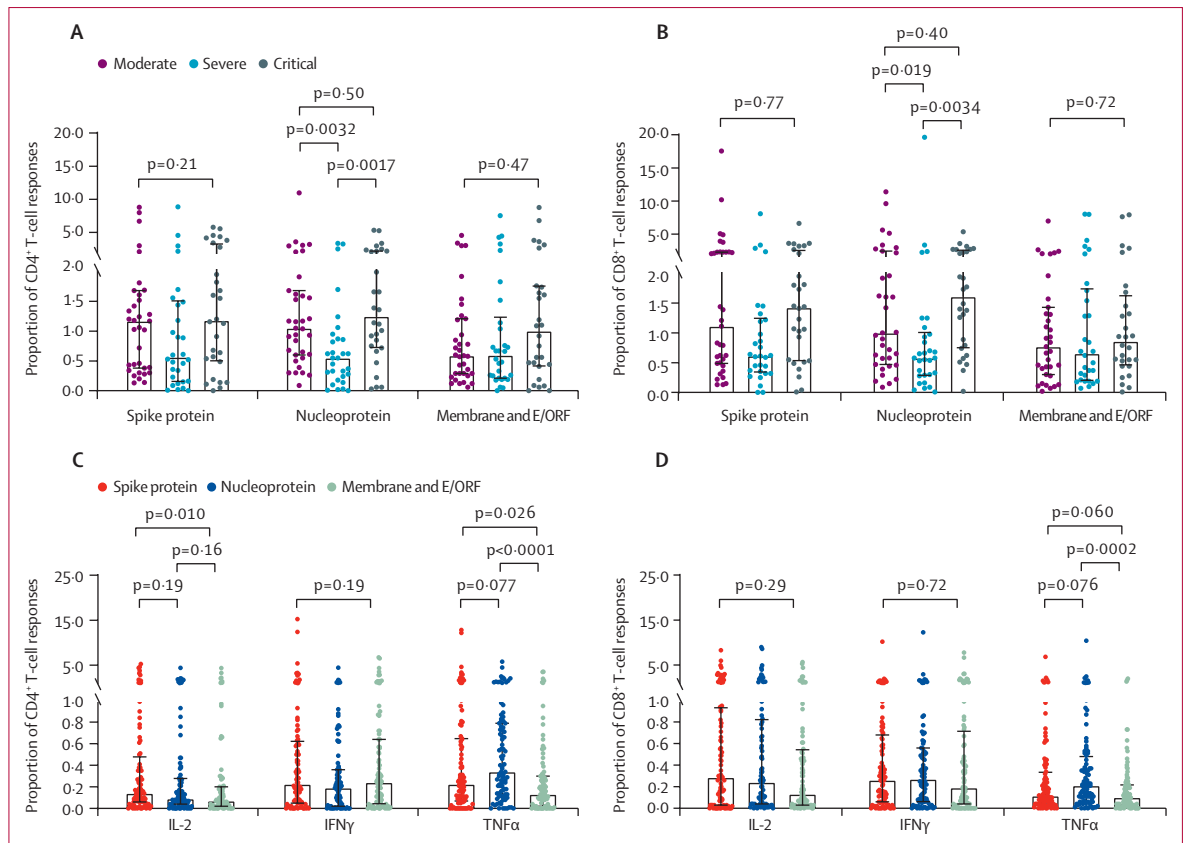 A
Moderate Severe Critical
p=0·50
p=0·0032
p=0·21 p=0·0017 p=0·47
Proportion of CD4+ T-cell responses
20·0
15·0
10·0
5·0
2·0
1·5
1·0
0·5
0·0
Spike protein Nucleoprotein Membrane and E/ORF
B
p=0·40
p=0·019
p=0·77 p=0·0034 p=0·72
Proportion of CD8+ T-cell responses
20·0
15·0
10·0
5·0
2·0
1·5
1·0
0·5
0·0
Spike protein Nucleoprotein Membrane and E/ORF
C
Spike protein Nucleoprotein Membrane and E/ORF
p=0·010 p=0·026
p=0·16 p<0·0001
p=0·19 p=0·19 p=0·077
Proportion of CD4+ T-cell responses
25·0
15·0
5·0
1·0
0·8
0·6
0·4
0·2
0·0
IL-2 IFNγ TNFα
D
p=0·060
p=0·0002
p=0·29 p=0·72 p=0·076
Proportion of CD8+ T-cell responses
25·0
15·0
5·0
1·0
0·8
0·6
0·4
0·2
0·0
IL-2 IFNγ TNFα